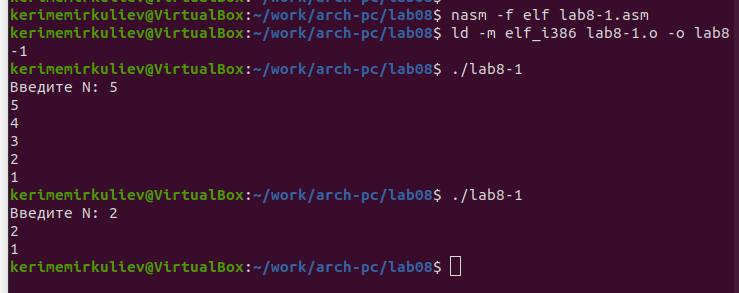 kerimemirkuliev@VirtualBox:~/work/arch-pc/lab08$ nasm -f elf lab8-1.asm
kerimemirkuliev@VirtualBox:~/work/arch-pc/lab08$ ld -m elf_i386 lab8-1.o -o lab8
-1
kerimemirkuliev@VirtualBox:~/work/arch-pc/lab08$ ./lab8-1
Введите N: 5
5
4
3
2
1
kerimemirkuliev@VirtualBox:~/work/arch-pc/lab08$ ./lab8-1
Введите N: 2
2
1
kerimemirkuliev@VirtualBox:~/work/arch-pc/lab08$